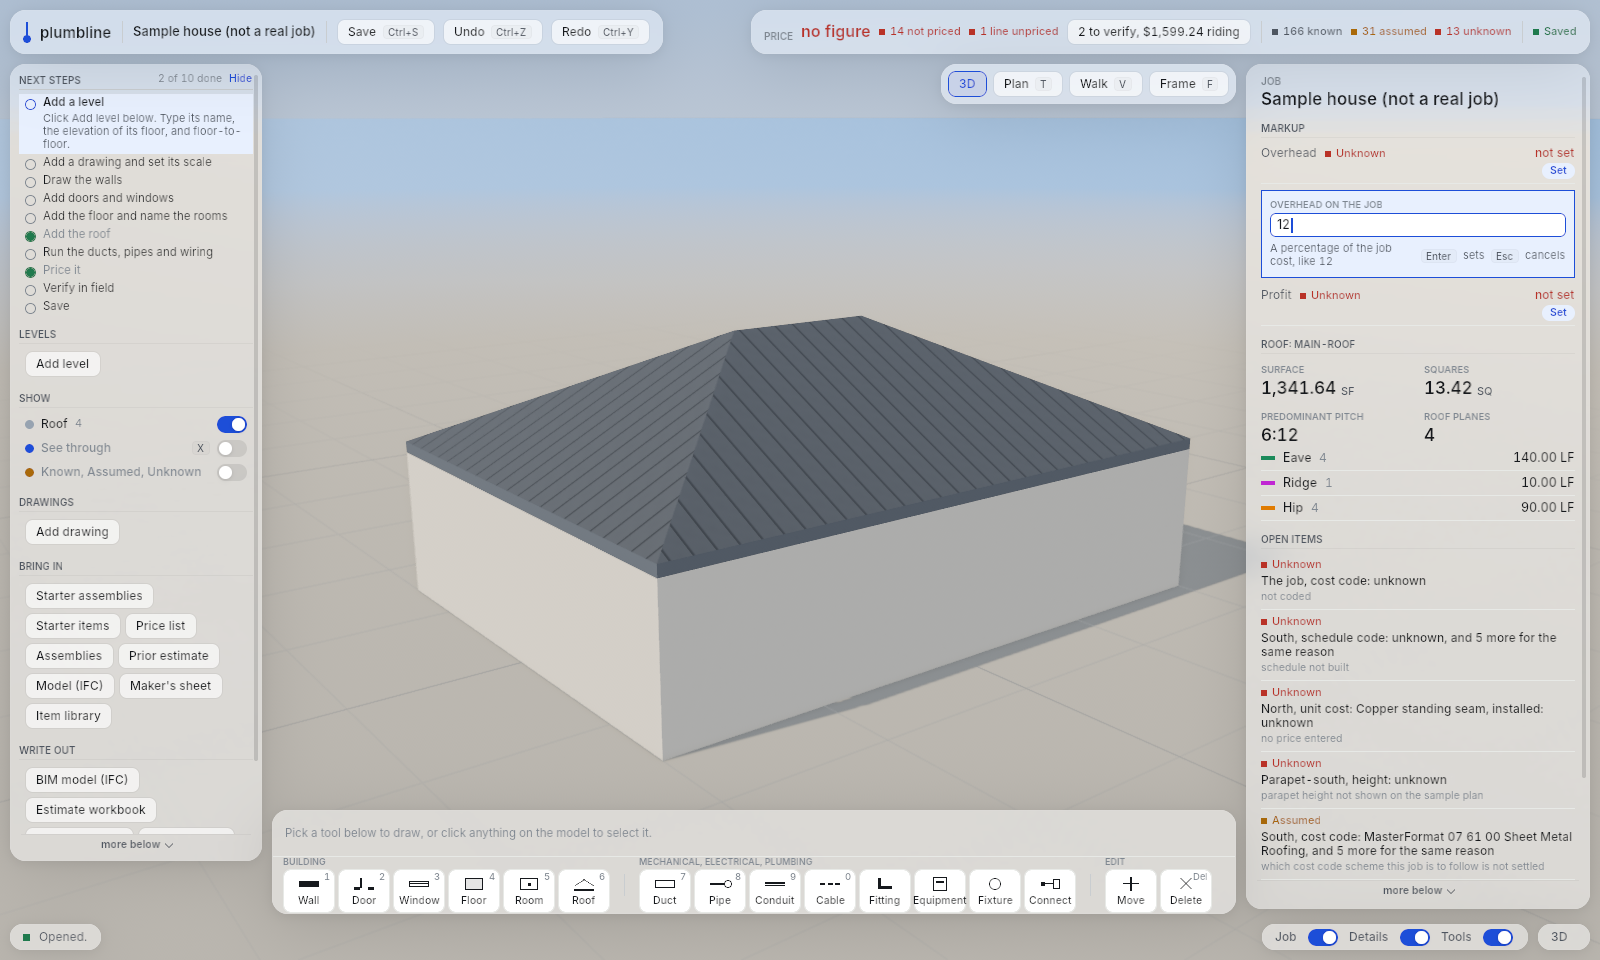 plumbline
Sample house (not a real job)
Save Ctrl+S
Undo Ctrl+Z
Redo Ctrl+Y
PRICE no figure
14 not priced
1 line unpriced
2 to verify, $1,599.24 riding
166 known
31 assumed
13 unknown
Saved
NEXT STEPS
2 of 10 done Hide
Add a level
Click Add level below. Type its name,
the elevation of its floor, and floor-to-
floor.
Add a drawing and set its scale
Draw the walls
Add doors and windows
Add the floor and name the rooms
Add the roof
Run the ducts, pipes and wiring
Price it
Verify in field
Save
LEVELS
Add level
SHOW
Roof 4
See through X
Known, Assumed, Unknown
DRAWINGS
Add drawing
BRING IN
Starter assemblies
Starter items Price list
Assemblies Prior estimate
Model (IFC) Maker's sheet
Item library
WRITE OUT
BIM model (IFC)
Estimate workbook
more below
Opened.
3D
Plan T
Walk V
Frame F
Pick a tool below to draw, or click anything on the model to select it.
BUILDING
Wall 1
Door 2
Window 3
Floor 4
Room 5
Roof 6
MECHANICAL, ELECTRICAL, PLUMBING
Duct 7
Pipe 8
Conduit 9
Cable 0
Fitting
Equipment
Fixture
Connect
EDIT
Move
Delete Del
JOB
Sample house (not a real job)
MARKUP
Overhead Unknown not set
Set
OVERHEAD ON THE JOB
12
A percentage of the job
cost, like 12
Enter sets Esc cancels
Profit Unknown not set
Set
ROOF: MAIN-ROOF
SURFACE SQUARES
1,341.64 SF 13.42 SQ
PREDOMINANT PITCH ROOF PLANES
6:12 4
Eave 4 140.00 LF
Ridge 1 10.00 LF
Hip 4 90.00 LF
OPEN ITEMS
Unknown
The job, cost code: unknown
not coded
Unknown
South, schedule code: unknown, and 5 more for the
same reason
schedule not built
Unknown
North, unit cost: Copper standing seam, installed:
unknown
no price entered
Unknown
Parapet-south, height: unknown
parapet height not shown on the sample plan
Assumed
South, cost code: MasterFormat 07 61 00 Sheet Metal
Roofing, and 5 more for the same reason
which cost code scheme this job is to follow is not settled
more below
Job Details Tools 3D